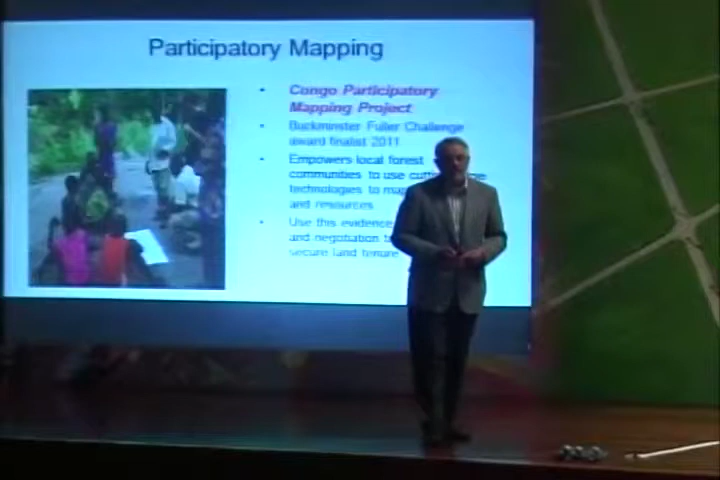 Participatory Mapping
• Congo Participatory
Mapping Project
• Buckminster Fuller Challenge
award finalist 2011
• Empowers local forest
communities to use
technologies to map
and resources
• Use this evidence
and negotiation
secure land tenure